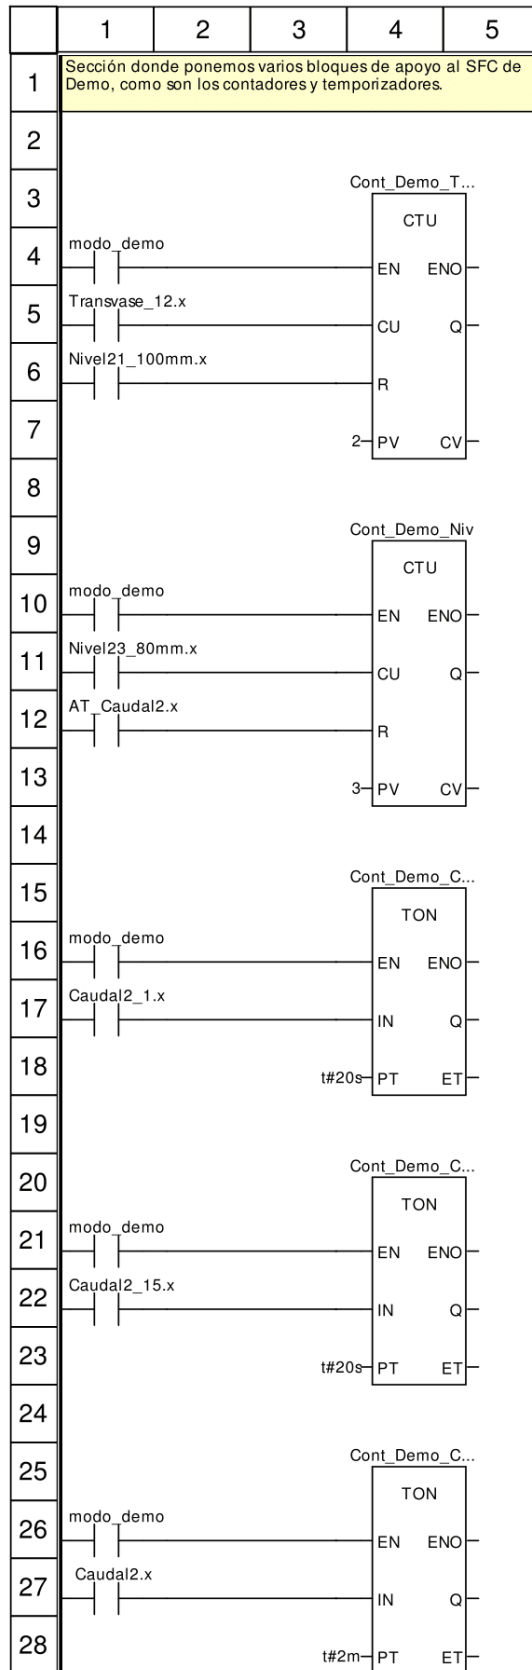 1 2 3 4 5
1 Sección donde ponemos varios bloques de apoyo al SFC de
Demo, como son los contadores y temporizadores.
2
3 Cont_Demo_T...
CTU
4 modo_demo EN ENO
5 Transvase_12.x CU Q
6 Nivel21_100mm.x R
7 2 PV CV
8
9 Cont_Demo_Niv
CTU
10 modo_demo EN ENO
11 Nivel23_80mm.x CU Q
12 AT_Caudal2.x R
13 3 PV CV
14
15 Cont_Demo_C...
TON
16 modo_demo EN ENO
17 Caudal2_1.x IN Q
18 t#20s PT ET
19
20 Cont_Demo_C...
TON
21 modo_demo EN ENO
22 Caudal2_15.x IN Q
23 t#20s PT ET
24
25 Cont_Demo_C...
TON
26 modo_demo EN ENO
27 Caudal2.x IN Q
28 t#2m PT ET